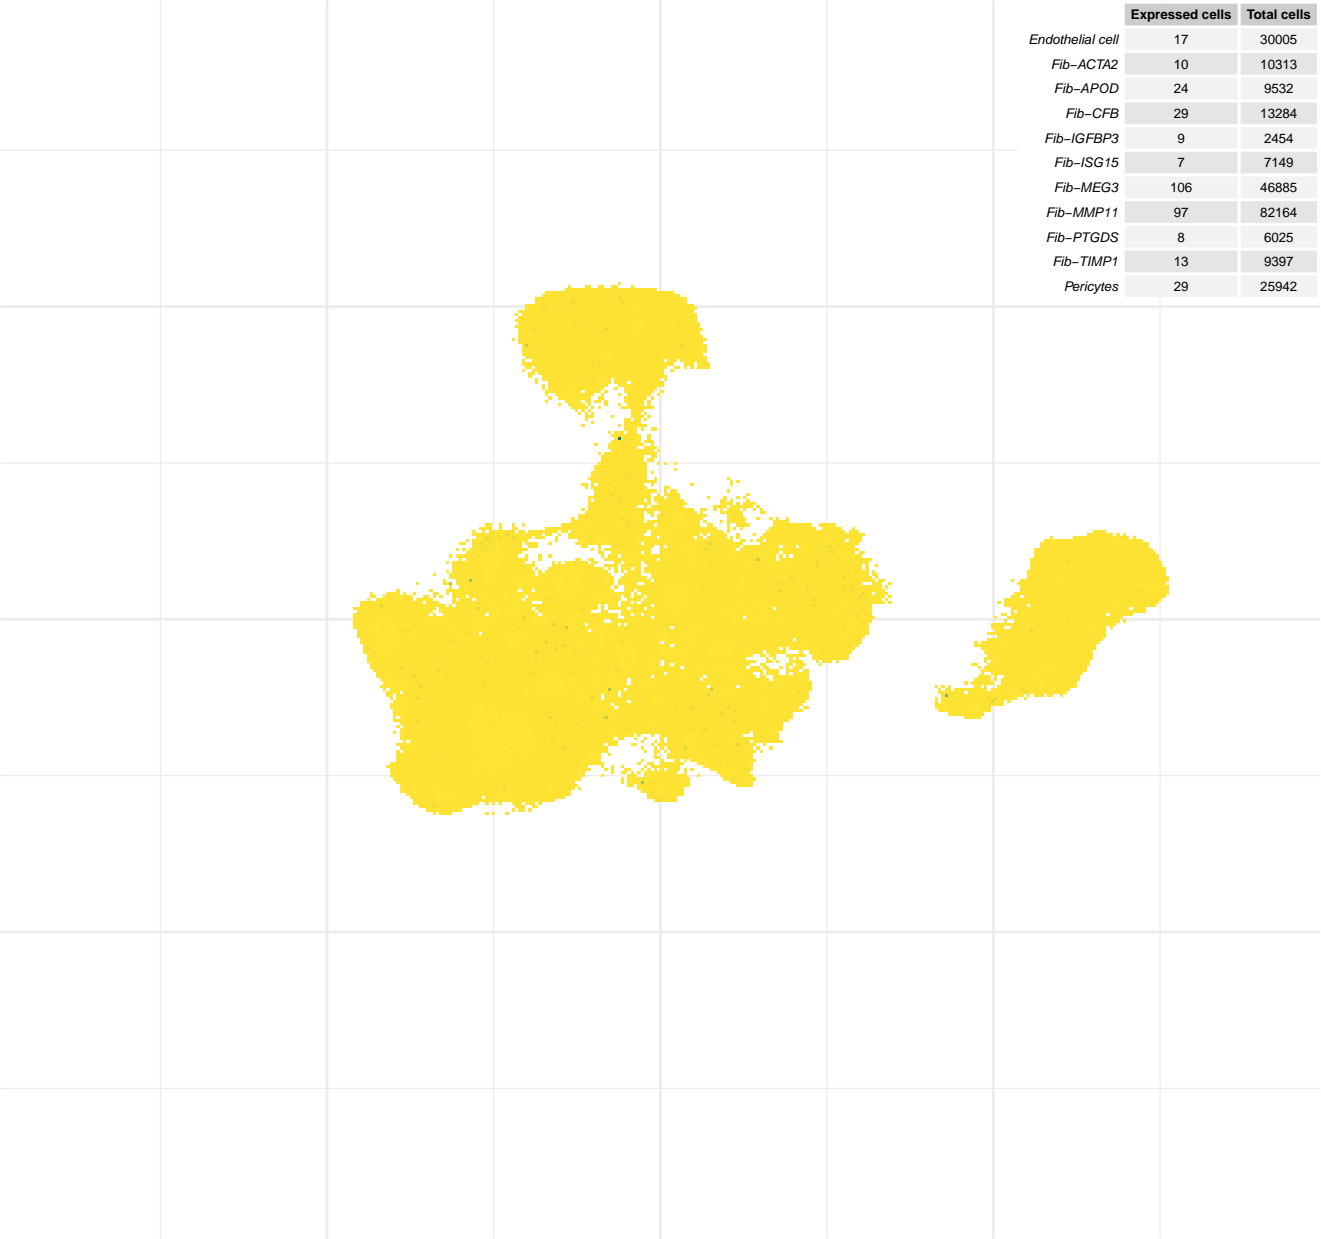 Expressed cells Total cells
Endothelial cell 17 30005
Fib−ACTA2 10 10313
Fib−APOD 24 9532
Fib−CFB 29 13284
Fib−IGFBP3 9 2454
Fib−ISG15 7 7149
Fib−MEG3 106 46885
Fib−MMP11 97 82164
Fib−PTGDS 8 6025
Fib−TIMP1 13 9397
Pericytes 29 25942